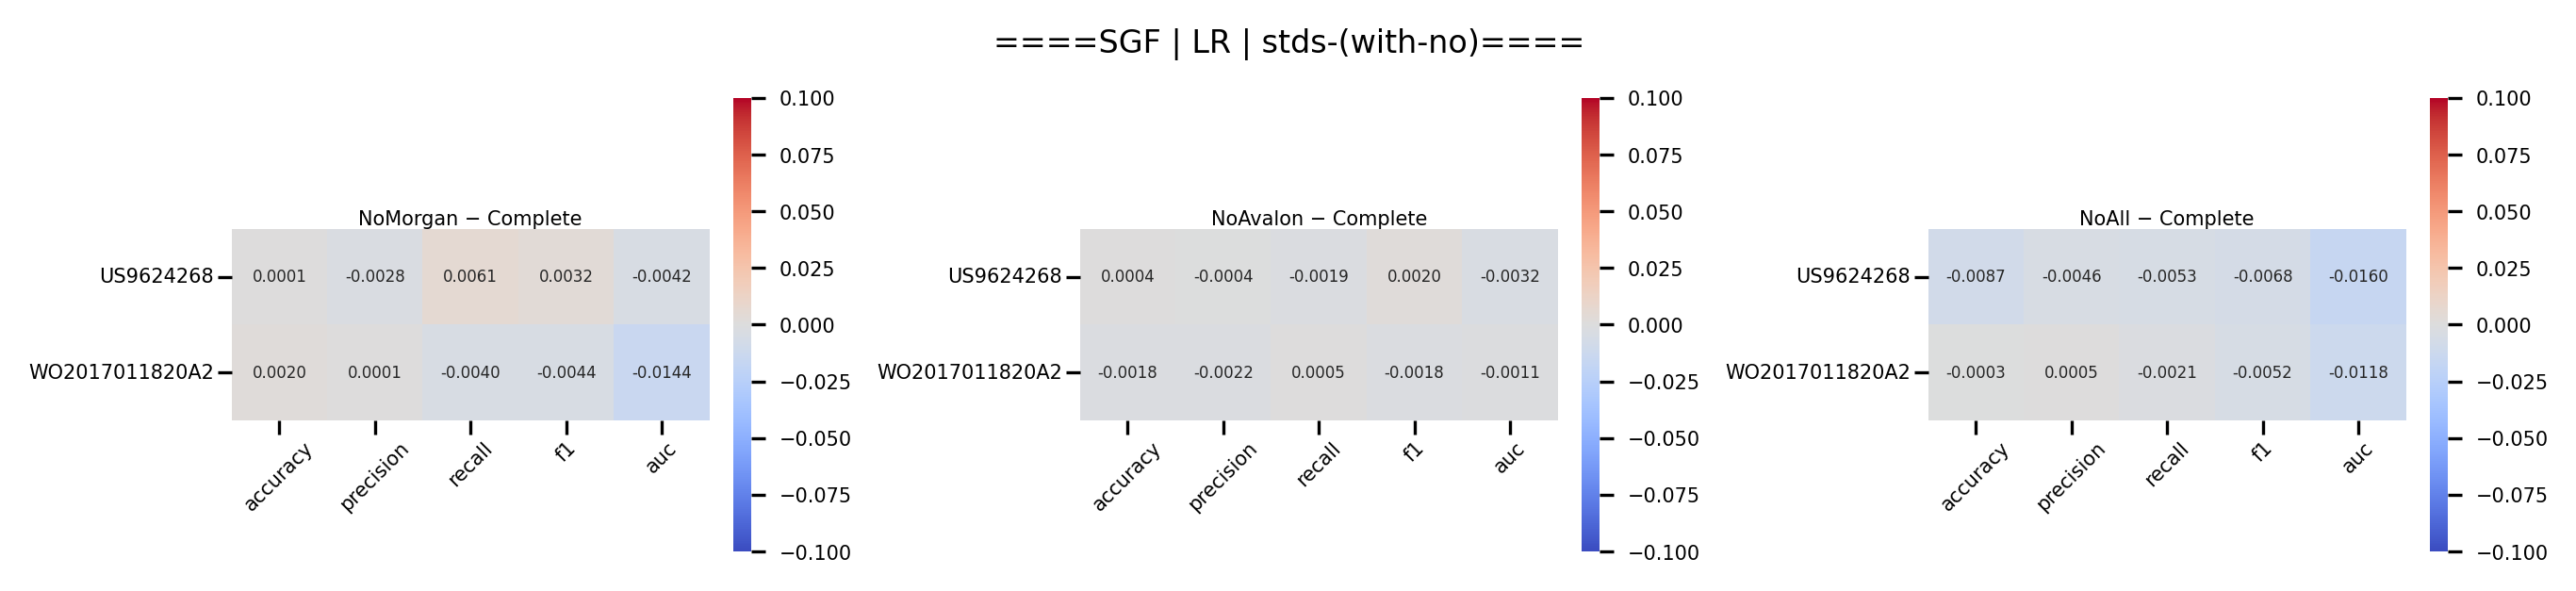 ====SGF | LR | stds-(with-no)====
NoMorgan − Complete
US9624268
0.0001 -0.0028 0.0061 0.0032 -0.0042
WO2017011820A2
0.0020 0.0001 -0.0040 -0.0044 -0.0144
accuracy precision recall f1 auc
0.100
0.075
0.050
0.025
0.000
−0.025
−0.050
−0.075
−0.100
NoAvalon − Complete
US9624268
0.0004 -0.0004 -0.0019 0.0020 -0.0032
WO2017011820A2
-0.0018 -0.0022 0.0005 -0.0018 -0.0011
accuracy precision recall f1 auc
0.100
0.075
0.050
0.025
0.000
−0.025
−0.050
−0.075
−0.100
NoAll − Complete
US9624268
-0.0087 -0.0046 -0.0053 -0.0068 -0.0160
WO2017011820A2
-0.0003 0.0005 -0.0021 -0.0052 -0.0118
accuracy precision recall f1 auc
0.100
0.075
0.050
0.025
0.000
−0.025
−0.050
−0.075
−0.100